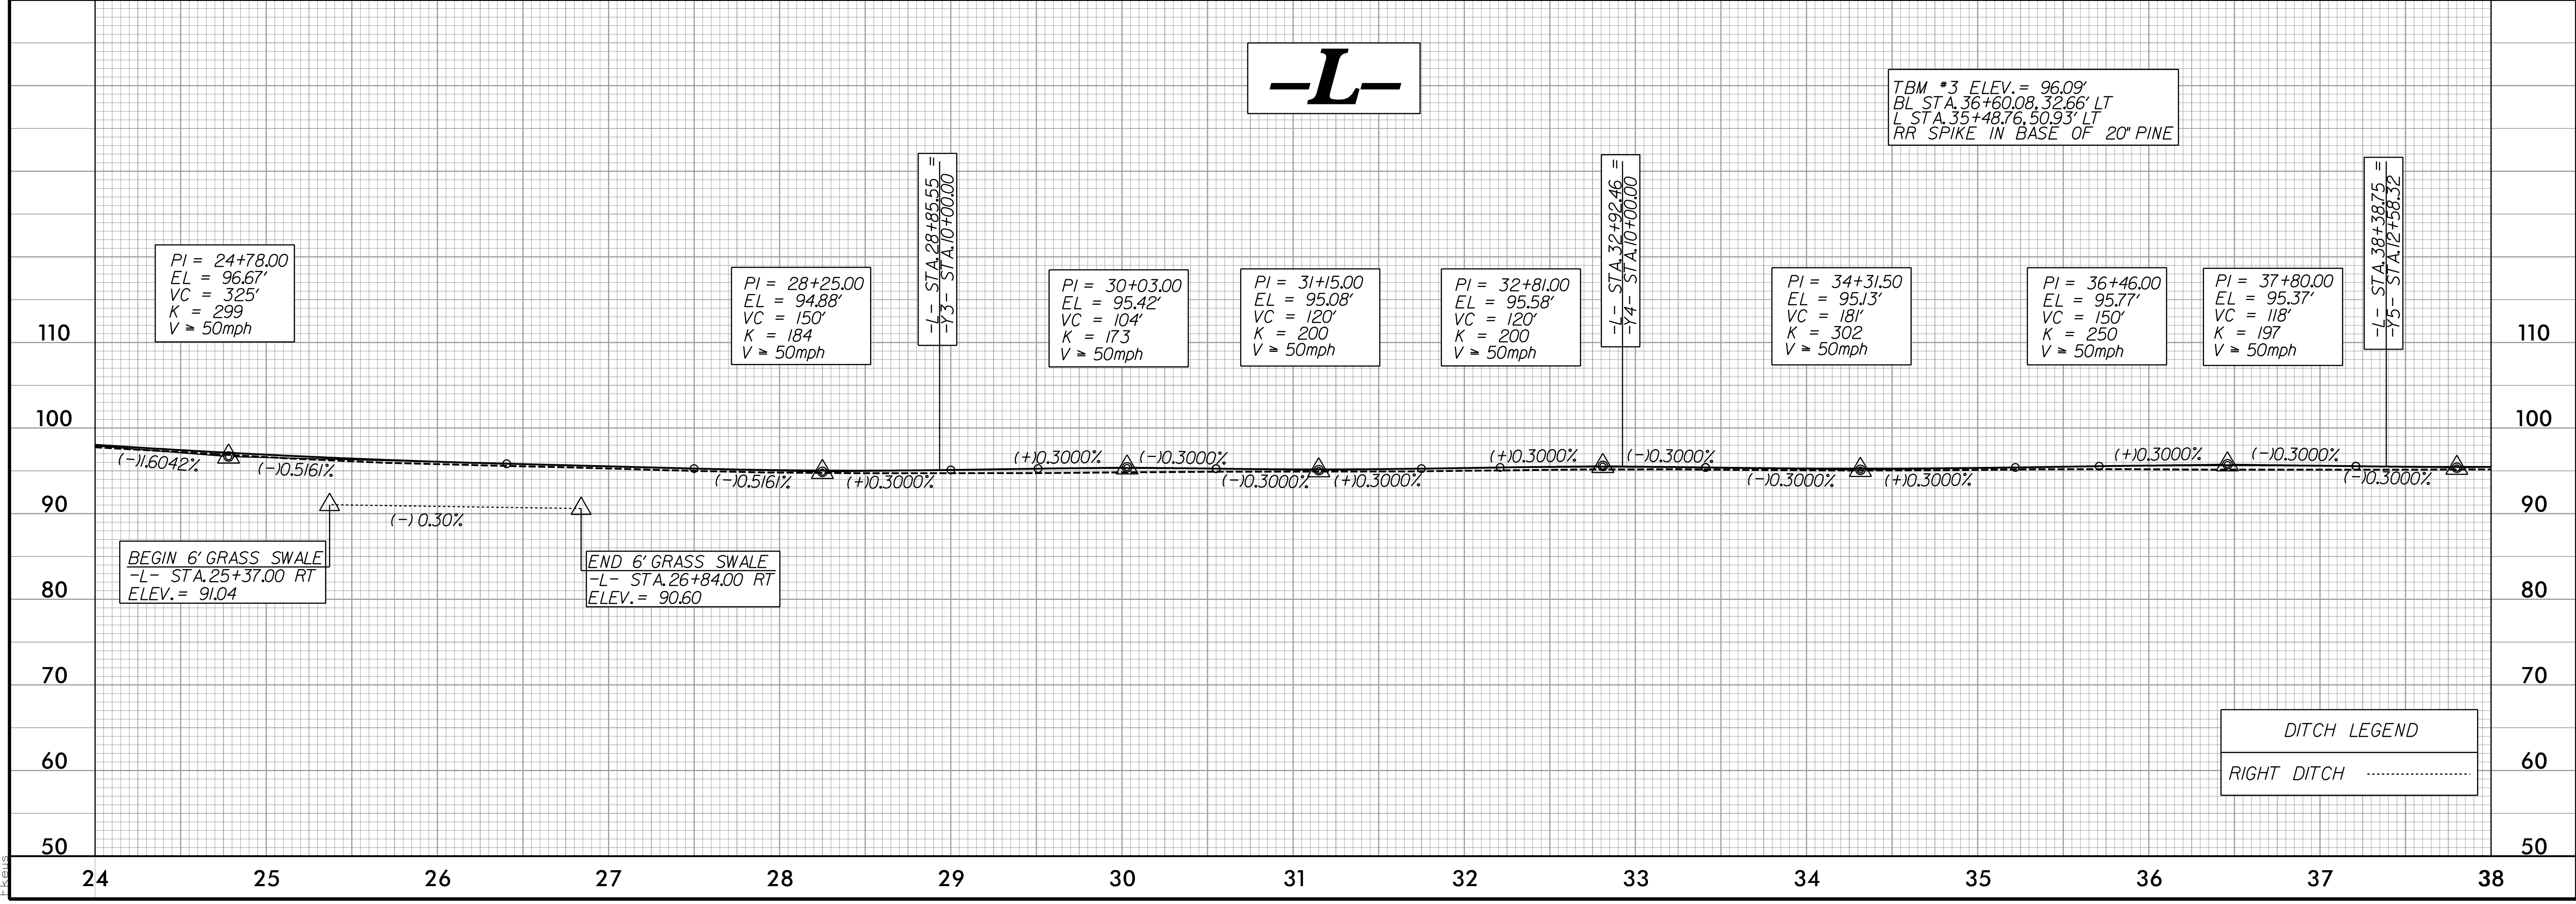 -L-
TBM #3 ELEV.= 96.09'
BL STA.36+60.08,32.66' LT
L STA.35+48.76,50.93' LT
RR SPIKE IN BASE OF 20" PINE
-L- STA.28+85.55 =
-Y3- STA.10+00.00
-L- STA.32+92.46 =
-Y4- STA.10+00.00
-L- STA.38+38.75 =
-Y5- STA.12+58.32
PI = 24+78.00
EL = 96.67'
VC = 325'
K = 299
V ≥ 50mph
PI = 28+25.00
EL = 94.88'
VC = 150'
K = 184
V ≥ 50mph
PI = 30+03.00
EL = 95.42'
VC = 104'
K = 173
V ≥ 50mph
PI = 31+15.00
EL = 95.08'
VC = 120'
K = 200
V ≥ 50mph
PI = 32+81.00
EL = 95.58'
VC = 120'
K = 200
V ≥ 50mph
PI = 34+31.50
EL = 95.13'
VC = 181'
K = 302
V ≥ 50mph
PI = 36+46.00
EL = 95.77'
VC = 150'
K = 250
V ≥ 50mph
PI = 37+80.00
EL = 95.37'
VC = 118'
K = 197
V ≥ 50mph
110
110
100
100
(-)1.6042%
(-)0.5161%
(-)0.5161%
(+)0.3000%
(+)0.3000%
(-)0.3000%
(-)0.3000%
(+)0.3000%
(+)0.3000%
(-)0.3000%
(-)0.3000%
(+)0.3000%
(+)0.3000%
(-)0.3000%
(-)0.3000%
90
90
(-) 0.30%
BEGIN 6' GRASS SWALE
-L- STA.25+37.00 RT
ELEV.= 91.04
END 6' GRASS SWALE
-L- STA.26+84.00 RT
ELEV.= 90.60
80
80
70
70
DITCH LEGEND
RIGHT DITCH
60
60
50
50
24 25 26 27 28 29 30 31 32 33 34 35 36 37 38